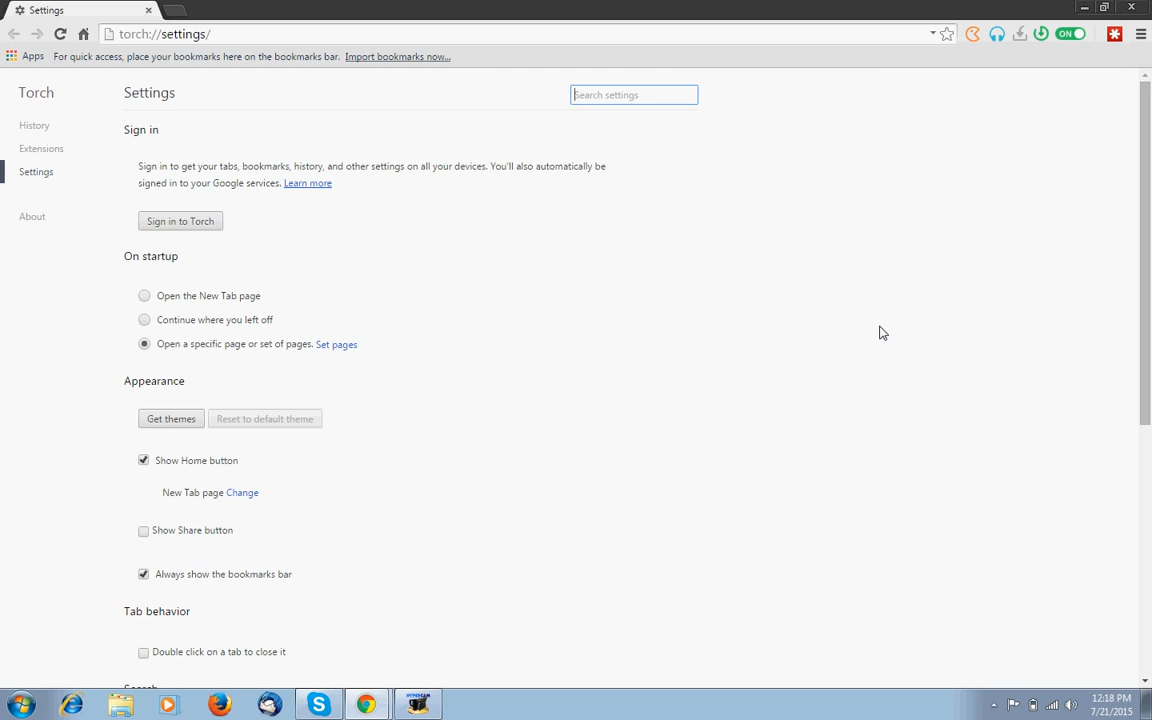 Settings
torch://settings/
ON
Apps For quick access, place your bookmarks here on the bookmarks bar. Import bookmarks now...
Torch
History
Extensions
Settings
About
Settings
Search settings
Sign in
Sign in to get your tabs, bookmarks, history, and other settings on all your devices. You'll also automatically be
signed in to your Google services. Learn more
Sign in to Torch
On startup
Open the New Tab page
Continue where you left off
Open a specific page or set of pages. Set pages
Appearance
Get themes Reset to default theme
Show Home button
New Tab page Change
Show Share button
Always show the bookmarks bar
Tab behavior
Double click on a tab to close it
Search
HYPERCAM
12:18 PM
7/21/2015